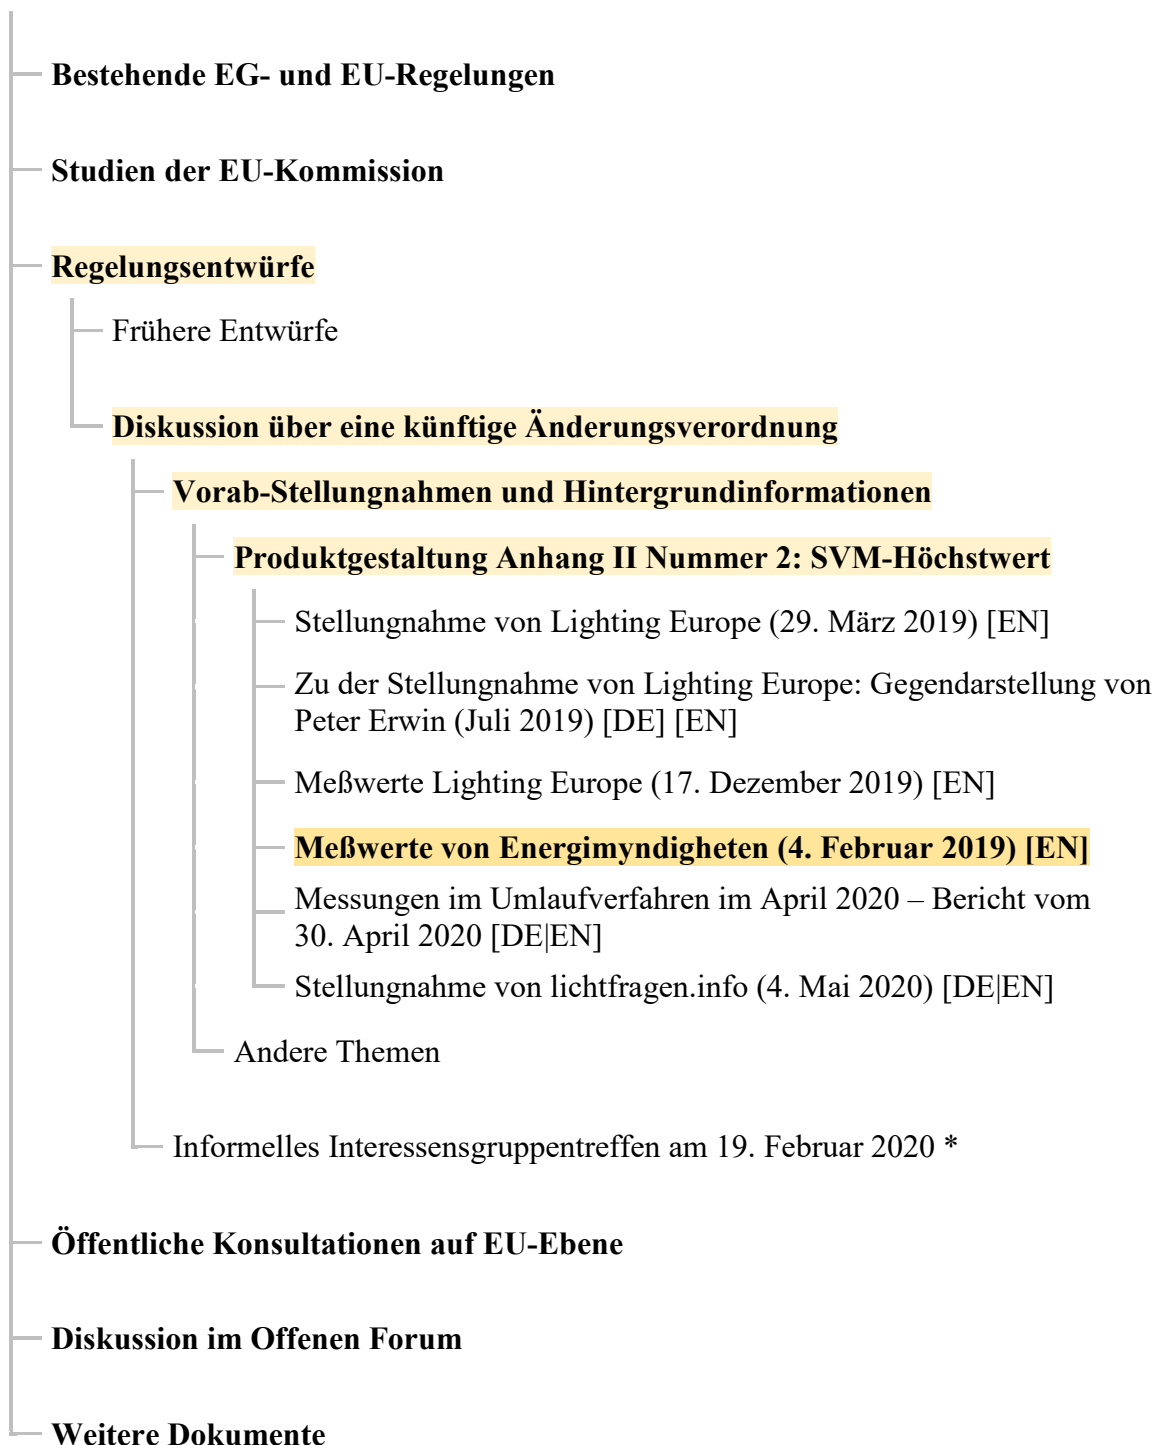 Bestehende EG- und EU-Regelungen
Studien der EU-Kommission
Regelungsentwürfe
Frühere Entwürfe
Diskussion über eine künftige Änderungsverordnung
Vorab-Stellungnahmen und Hintergrundinformationen
Produktgestaltung Anhang II Nummer 2: SVM-Höchstwert
Stellungnahme von Lighting Europe (29. März 2019) [EN]
Zu der Stellungnahme von Lighting Europe: Gegendarstellung von
Peter Erwin (Juli 2019) [DE] [EN]
Meßwerte Lighting Europe (17. Dezember 2019) [EN]
Meßwerte von Energimyndigheten (4. Februar 2019) [EN]
Messungen im Umlaufverfahren im April 2020 – Bericht vom
30. April 2020 [DE|EN]
Stellungnahme von lichtfragen.info (4. Mai 2020) [DE|EN]
Andere Themen
Informelles Interessensgruppentreffen am 19. Februar 2020 *
Öffentliche Konsultationen auf EU-Ebene
Diskussion im Offenen Forum
Weitere Dokumente